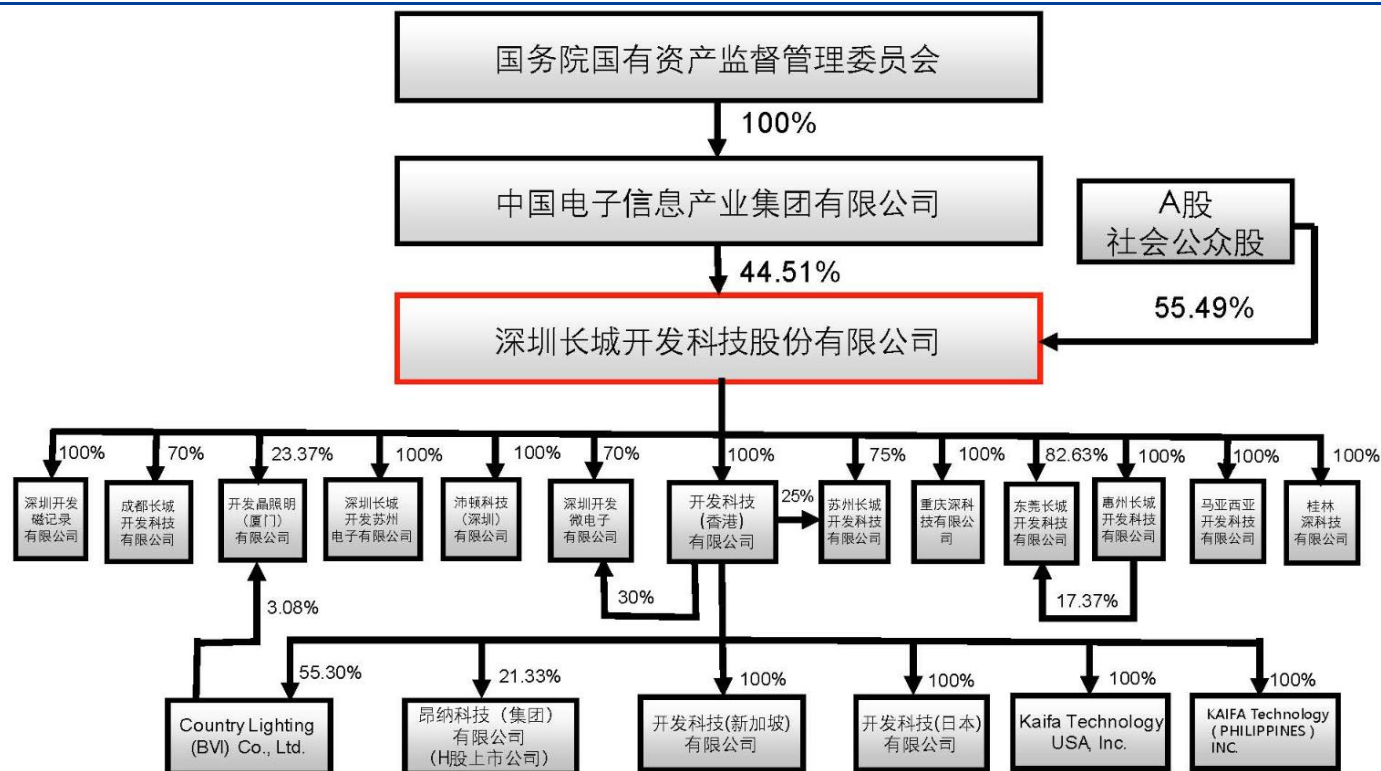 国务院国有资产监督管理委员会
100%
中国电子信息产业集团有限公司
A股
社会公众股
44.51%
55.49%
深圳长城开发科技股份有限公司
100%
70%
23.37%
100%
100%
70%
100%
75%
100%
82.63%
100%
100%
100%
深圳开发
磁记录
有限公司
成都长城
开发科技
有限公司
开发晶照明
(厦门)
有限公司
深圳长城
开发苏州
电子有限公司
沛顿科技
(深圳)
有限公司
深圳开发
微电子
有限公司
开发科技
(香港)
有限公司
25%
苏州长城
开发科技
有限公司
重庆深科
技有限公
司
东莞长城
开发科技
有限公司
惠州长城
开发科技
有限公司
马亚西亚
开发科技
有限公司
桂林
深科技有
限公司
3.08%
30%
17.37%
55.30%
21.33%
100%
100%
100%
100%
Country Lighting
(BVI) Co., Ltd.
昂纳科技(集团)
有限公司
(H股上市公司)
开发科技(新加坡)
有限公司
开发科技(日本)
有限公司
Kaifa Technology
USA, Inc.
KAIFA Technology
( PHILIPPINES )
INC.